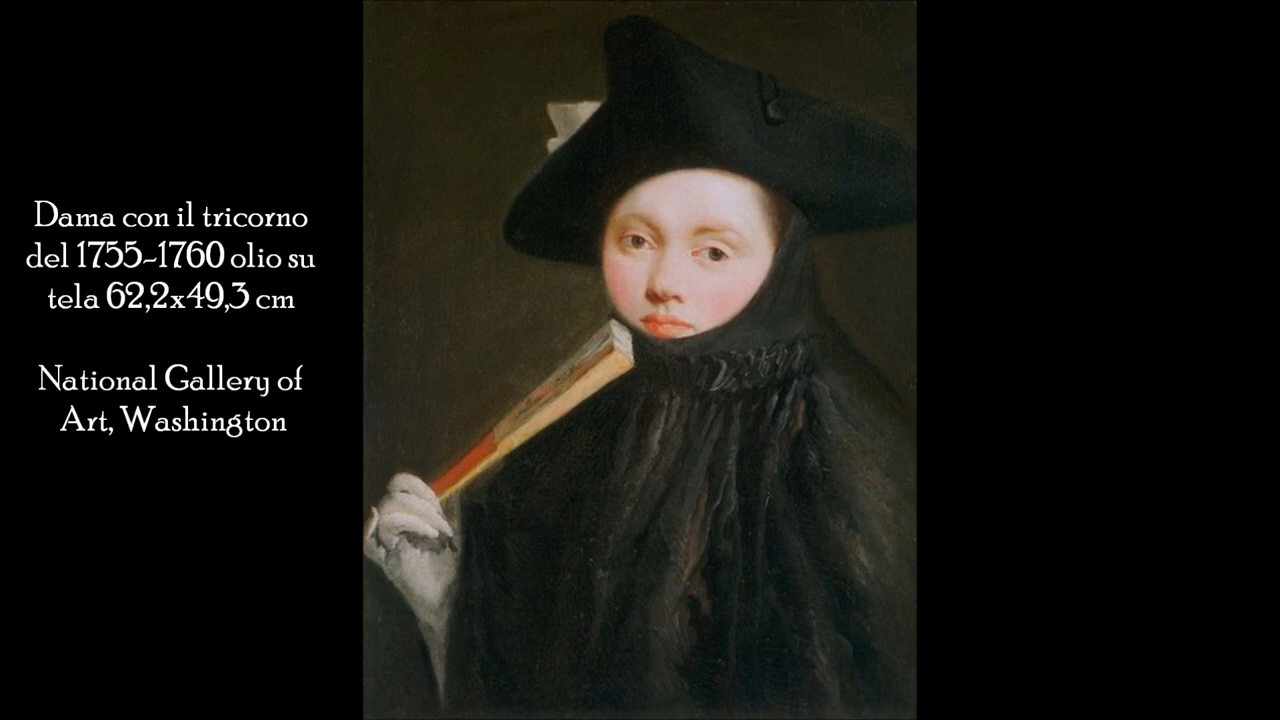 Dama con il tricorno
del 1755-1760 olio su
tela 62,2x49,3 cm
National Gallery of
Art, Washington